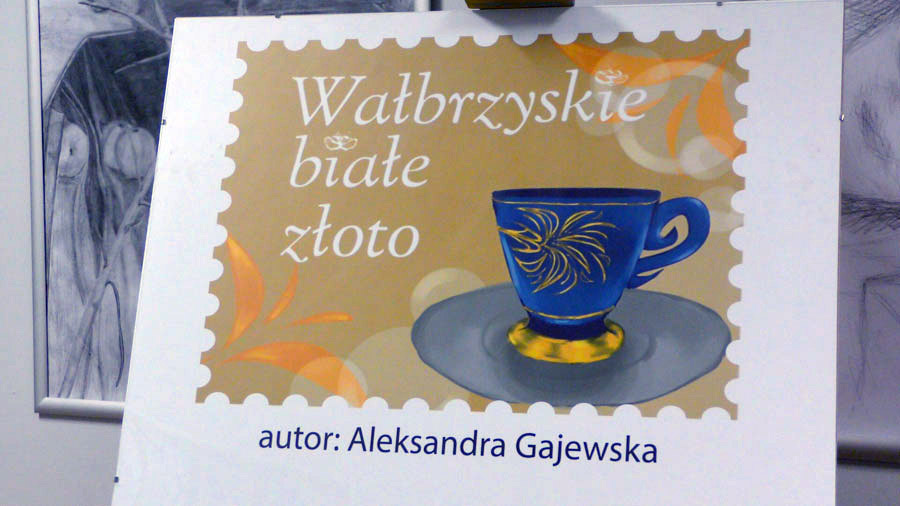 Wałbrzyskie
białe
złoto
autor: Aleksandra Gajewska